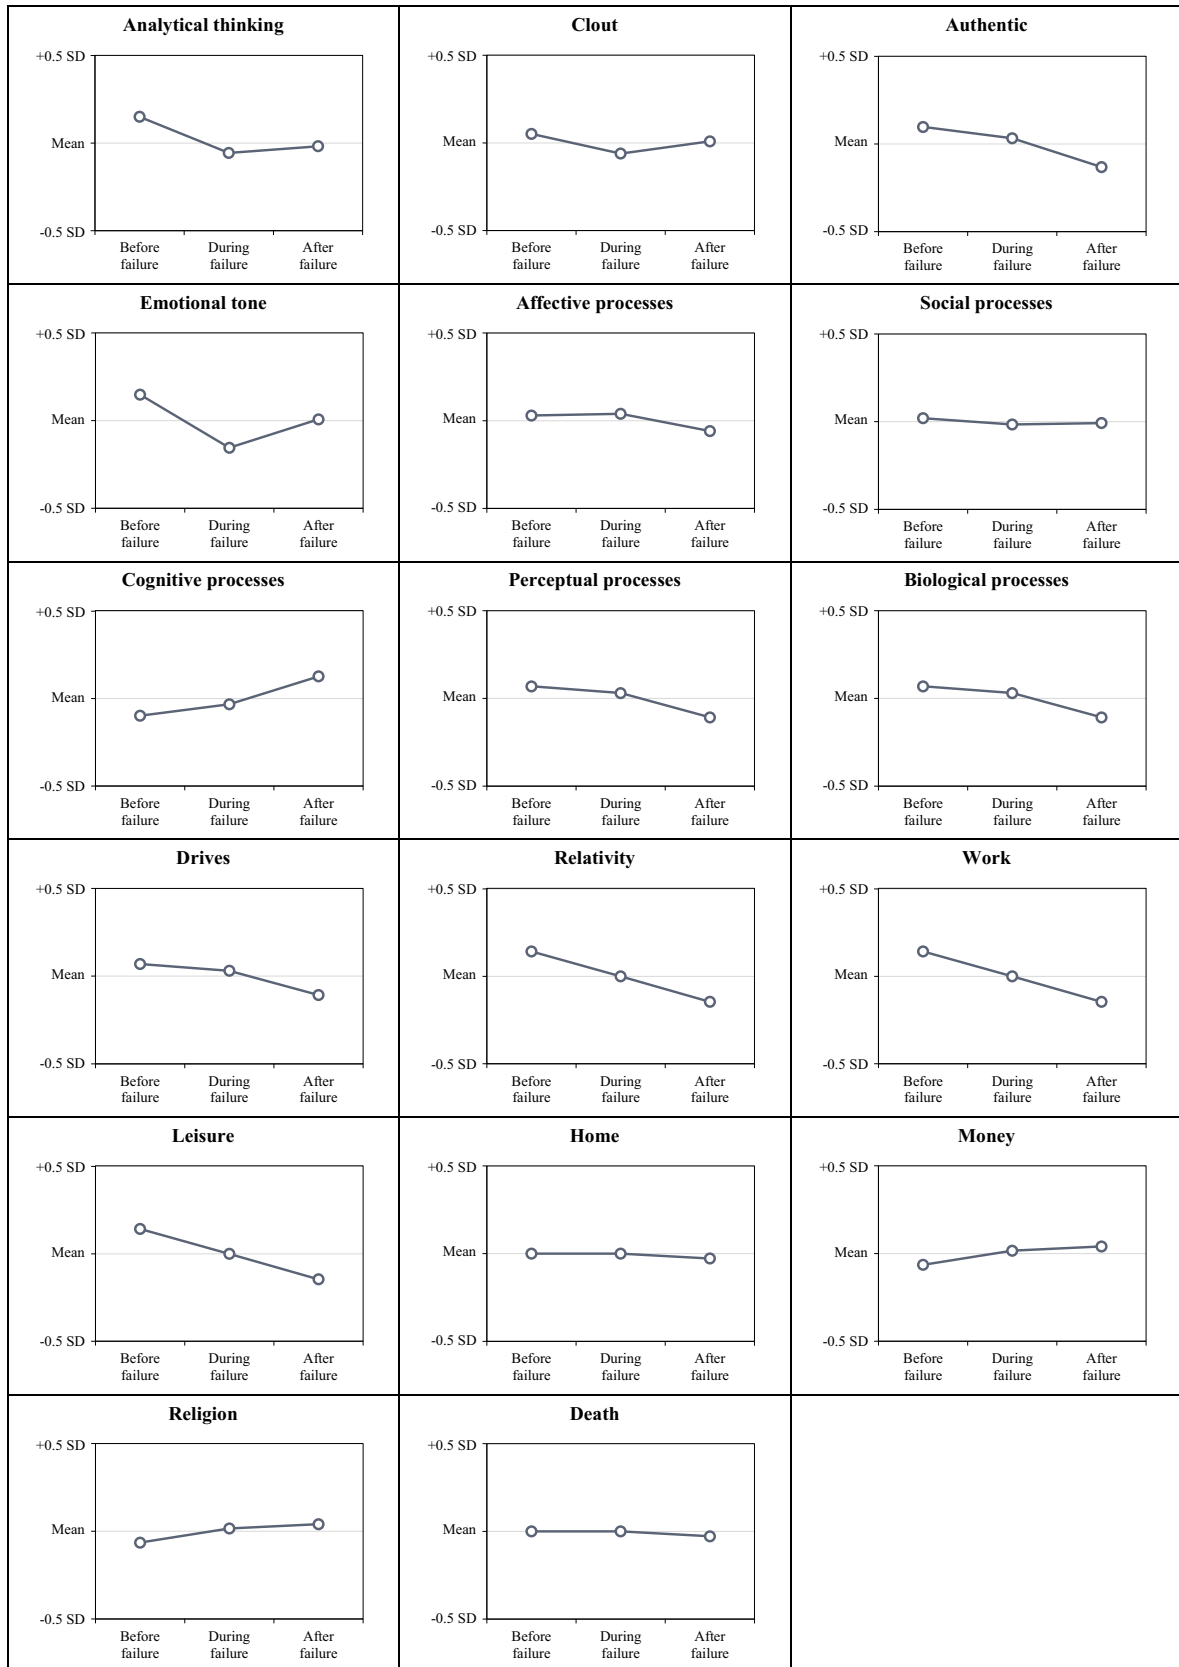 Analytical thinking
+0.5 SD
Mean
-0.5 SD
Before failure
During failure
After failure
Clout
+0.5 SD
Mean
-0.5 SD
Before failure
During failure
After failure
Authentic
+0.5 SD
Mean
-0.5 SD
Before failure
During failure
After failure
Emotional tone
+0.5 SD
Mean
-0.5 SD
Before failure
During failure
After failure
Affective processes
+0.5 SD
Mean
-0.5 SD
Before failure
During failure
After failure
Social processes
+0.5 SD
Mean
-0.5 SD
Before failure
During failure
After failure
Cognitive processes
+0.5 SD
Mean
-0.5 SD
Before failure
During failure
After failure
Perceptual processes
+0.5 SD
Mean
-0.5 SD
Before failure
During failure
After failure
Biological processes
+0.5 SD
Mean
-0.5 SD
Before failure
During failure
After failure
Drives
+0.5 SD
Mean
-0.5 SD
Before failure
During failure
After failure
Relativity
+0.5 SD
Mean
-0.5 SD
Before failure
During failure
After failure
Work
+0.5 SD
Mean
-0.5 SD
Before failure
During failure
After failure
Leisure
+0.5 SD
Mean
-0.5 SD
Before failure
During failure
After failure
Home
+0.5 SD
Mean
-0.5 SD
Before failure
During failure
After failure
Money
+0.5 SD
Mean
-0.5 SD
Before failure
During failure
After failure
Religion
+0.5 SD
Mean
-0.5 SD
Before failure
During failure
After failure
Death
+0.5 SD
Mean
-0.5 SD
Before failure
During failure
After failure